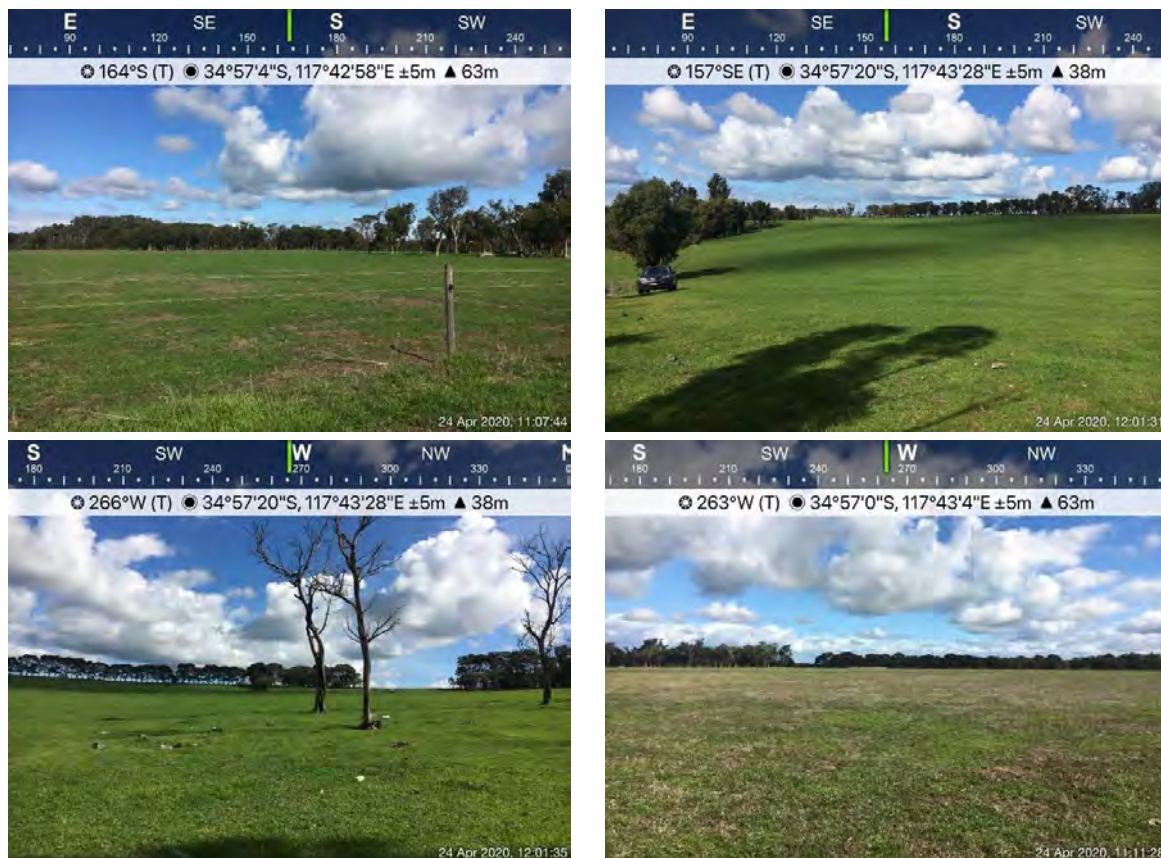 E SE S SW
90 120 150 180 210 240
164°S (T) 34°57'4"S, 117°42'58"E ±5m ▲ 63m
24 Apr 2020, 11:07:44
E SE S SW
90 120 150 180 210 240
157°SE (T) 34°57'20"S, 117°43'28"E ±5m ▲ 38m
24 Apr 2020, 12:01:31
S SW W NW
180 210 240 270 300 330
266°W (T) 34°57'20"S, 117°43'28"E ±5m ▲ 38m
24 Apr 2020, 12:01:35
S SW W NW
180 210 240 270 300 330
263°W (T) 34°57'0"S, 117°43'4"E ±5m ▲ 63m
24 Apr 2020, 11:11:28